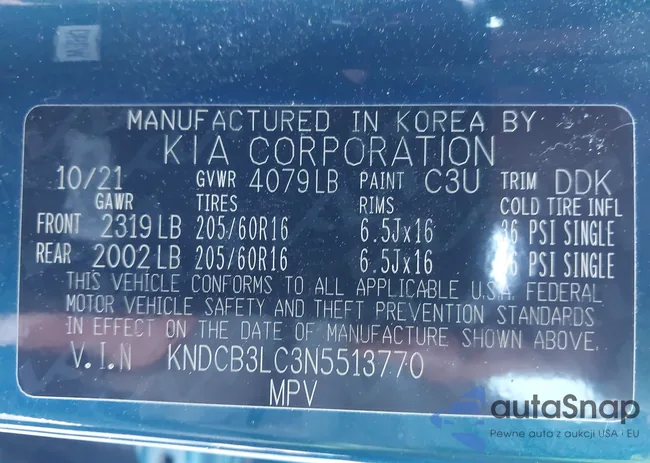 MANUFACTURED IN KOREA BY
KIA CORPORATION
10/21 GVWR 4079LB PAINT C3U TRIM DDK
GAWR TIRES RIMS COLD TIRE INFL
FRONT 2319LB 205/60R16 6.5Jx16 36 PSI SINGLE
REAR 2002LB 205/60R16 6.5Jx16 36 PSI SINGLE
THIS VEHICLE CONFORMS TO ALL APPLICABLE U.S.A. FEDERAL
MOTOR VEHICLE SAFETY AND THEFT PREVENTION STANDARDS
IN EFFECT ON THE DATE OF MANUFACTURE SHOWN ABOVE.
V.I.N KNDCB3LC3N5513770
MPV
autaSnap
Pewne auta z aukcji USA i EU